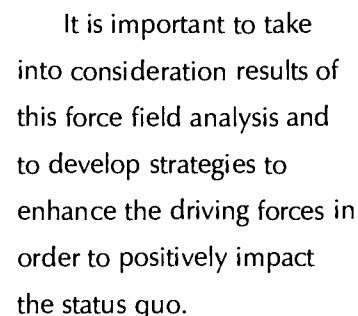 It is important to take
into consideration results of
this force field analysis and
to develop strategies to
enhance the driving forces in
order to positively impact
the status quo.